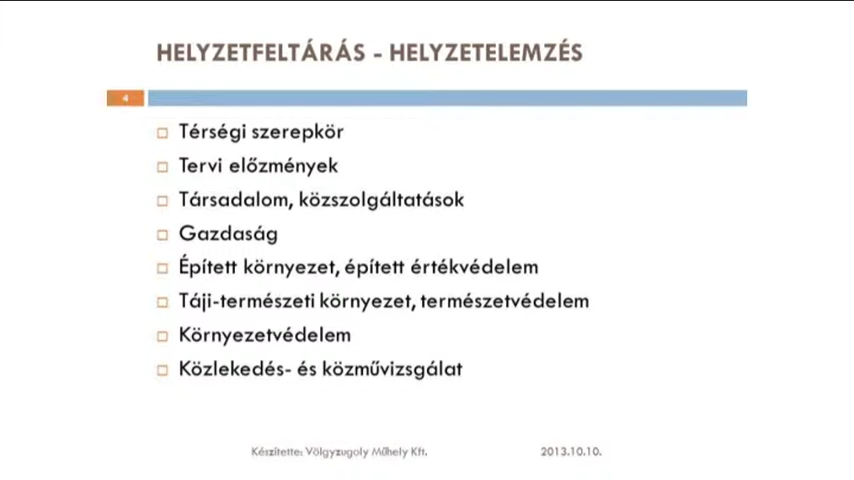 HELYZETFELTÁRÁS - HELYZETELEMZÉS
4
Térségi szerepkör
Tervi előzmények
Társadalom, közszolgáltatások
Gazdaság
Épített környezet, épített értékvédelem
Táji-természeti környezet, természetvédelem
Környezetvédelem
Közlekedés- és közművizsgálat
Készítette: Völgyzugoly Műhely Kft. 2013.10.10.